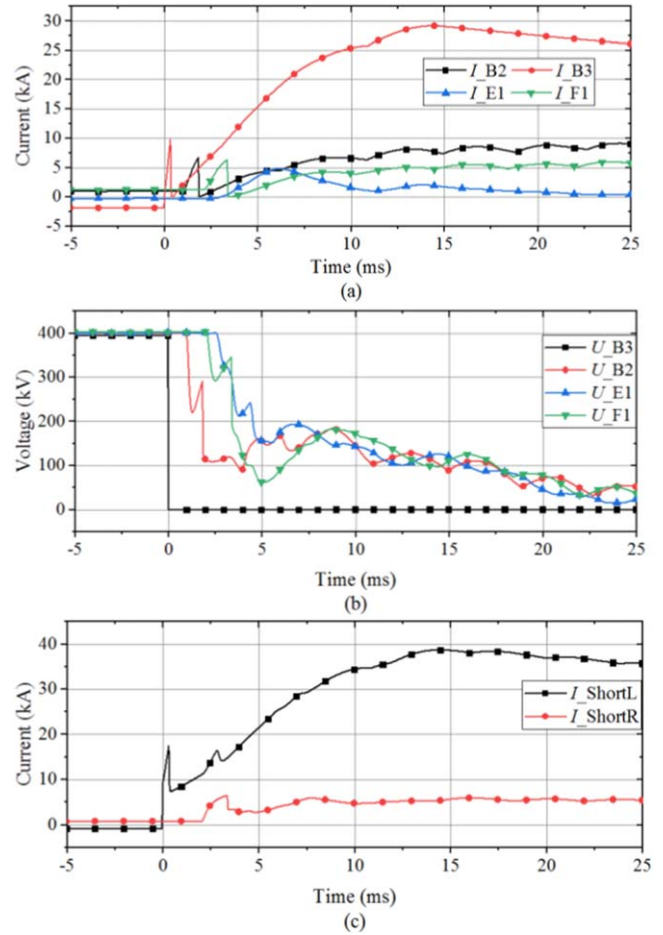 30
25
20
15
10
5
0
5
Current (kA)
I_B2 I_B3
I_E1 I_F1
-5 0 5 10 15 20 25
Time (ms)
(a)
400
300
200
100
0
Voltage (kV)
U_B3
U_B2
U_E1
U_F1
-5 0 5 10 15 20 25
Time (ms)
(b)
40
30
20
10
0
Current (kA)
I_ShortL
I_ShortR
-5 0 5 10 15 20 25
Time (ms)
(c)